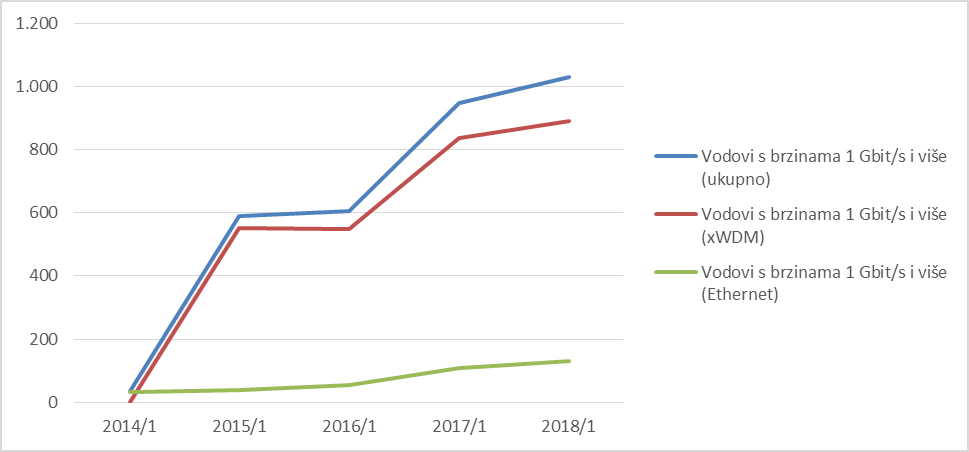 1.200
1.000
800
600
400
200
0
2014/1 2015/1 2016/1 2017/1 2018/1
Vodovi s brzinama 1 Gbit/s i više
(ukupno)
Vodovi s brzinama 1 Gbit/s i više
(xWDM)
Vodovi s brzinama 1 Gbit/s i više
(Ethernet)